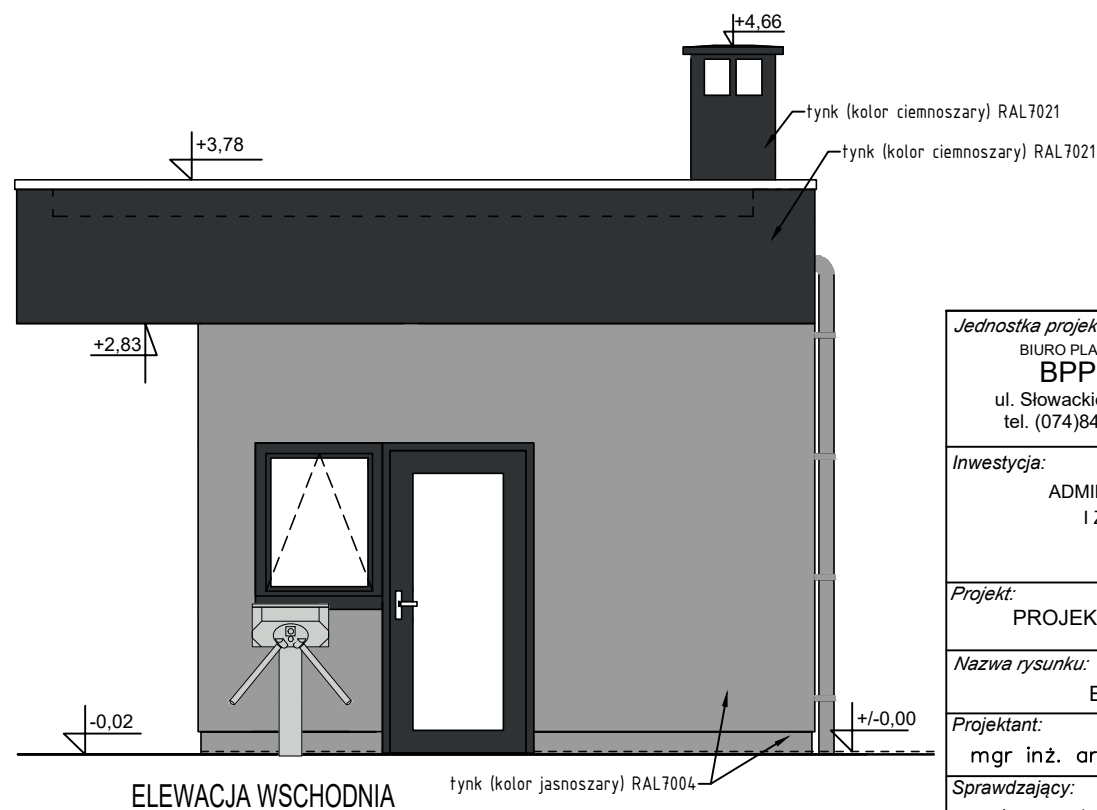 +4,66
tynk (kolor ciemnoszary) RAL7021
+3,78
tynk (kolor ciemnoszary) RAL7021
+2,83
-0,02
+/-0,00
tynk (kolor jasnoszary) RAL7004
ELEWACJA WSCHODNIA
Jednostka projek
BIURO PLA
BPP
ul. Słowacki
tel. (074)84
Inwestycja:
ADMI
I
Projekt:
PROJEK
Nazwa rysunku:
E
Projektant:
mgr inż. ar
Sprawdzający: